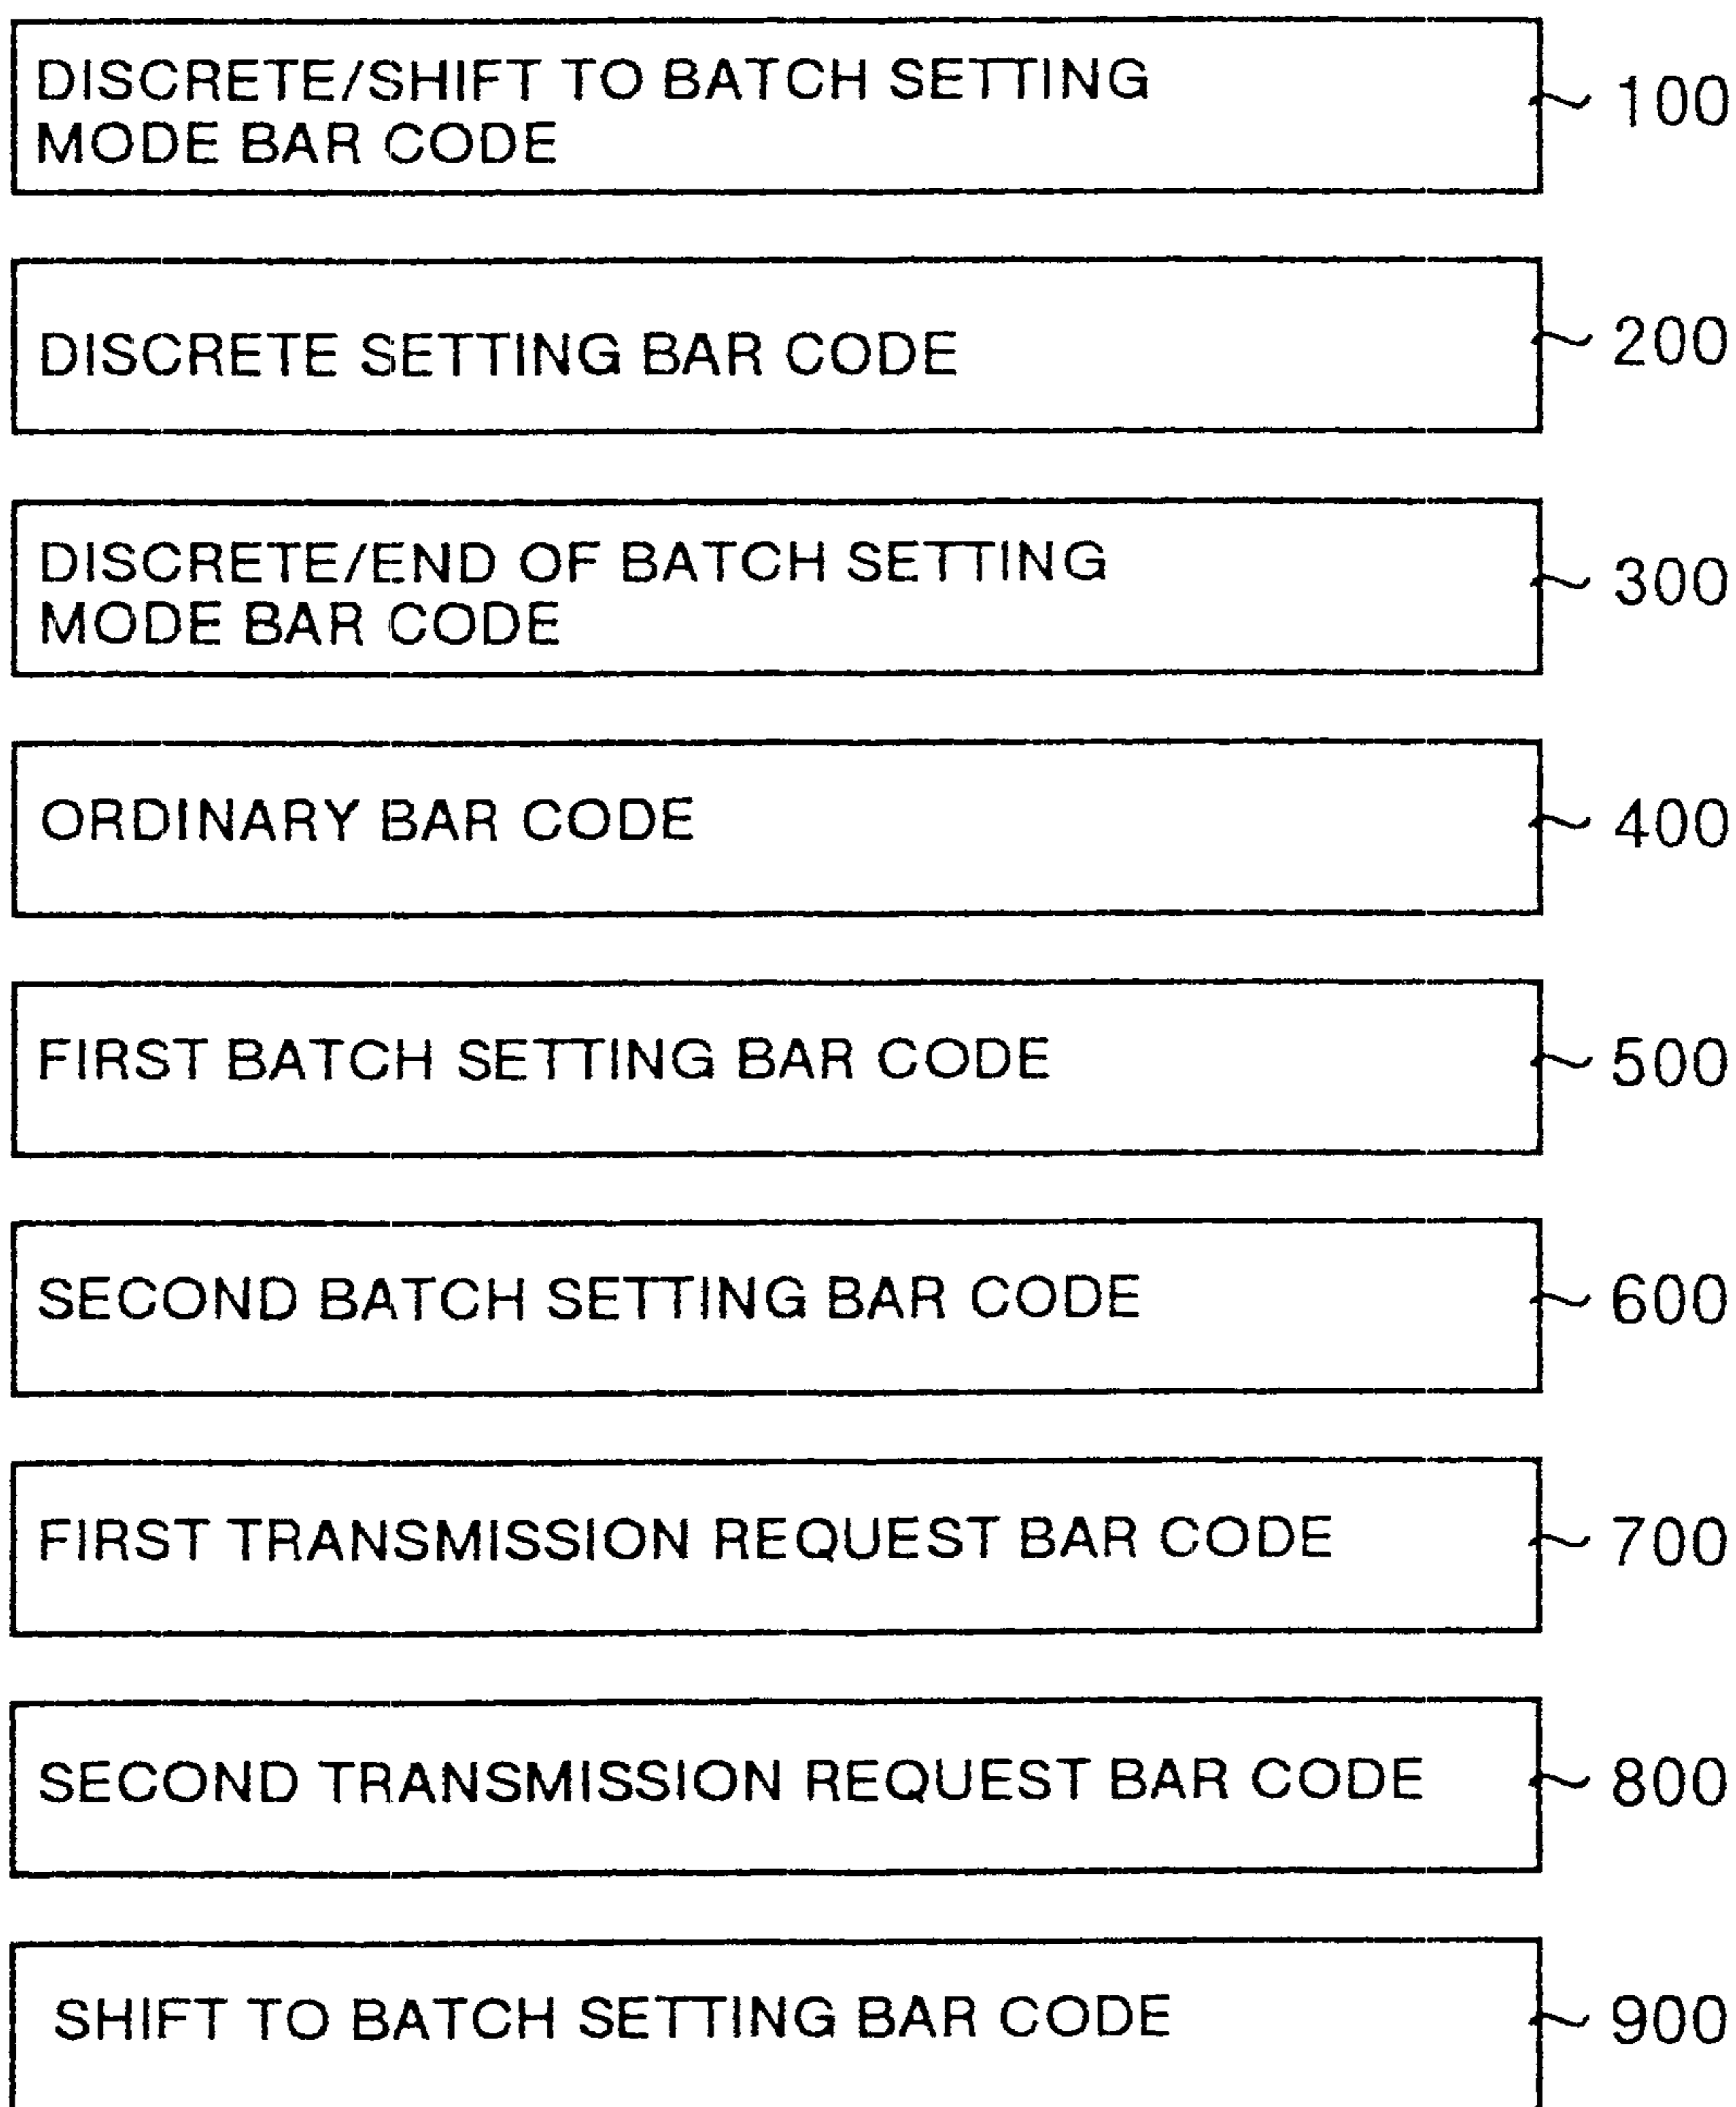 DISCRETE/SHIFT TO BATCH SETTING
MODE BAR CODE
100
DISCRETE SETTING BAR CODE
200
DISCRETE/END OF BATCH SETTING
MODE BAR CODE
300
ORDINARY BAR CODE
400
FIRST BATCH SETTING BAR CODE
500
SECOND BATCH SETTING BAR CODE
600
FIRST TRANSMISSION REQUEST BAR CODE
700
SECOND TRANSMISSION REQUEST BAR CODE
800
SHIFT TO BATCH SETTING BAR CODE
900